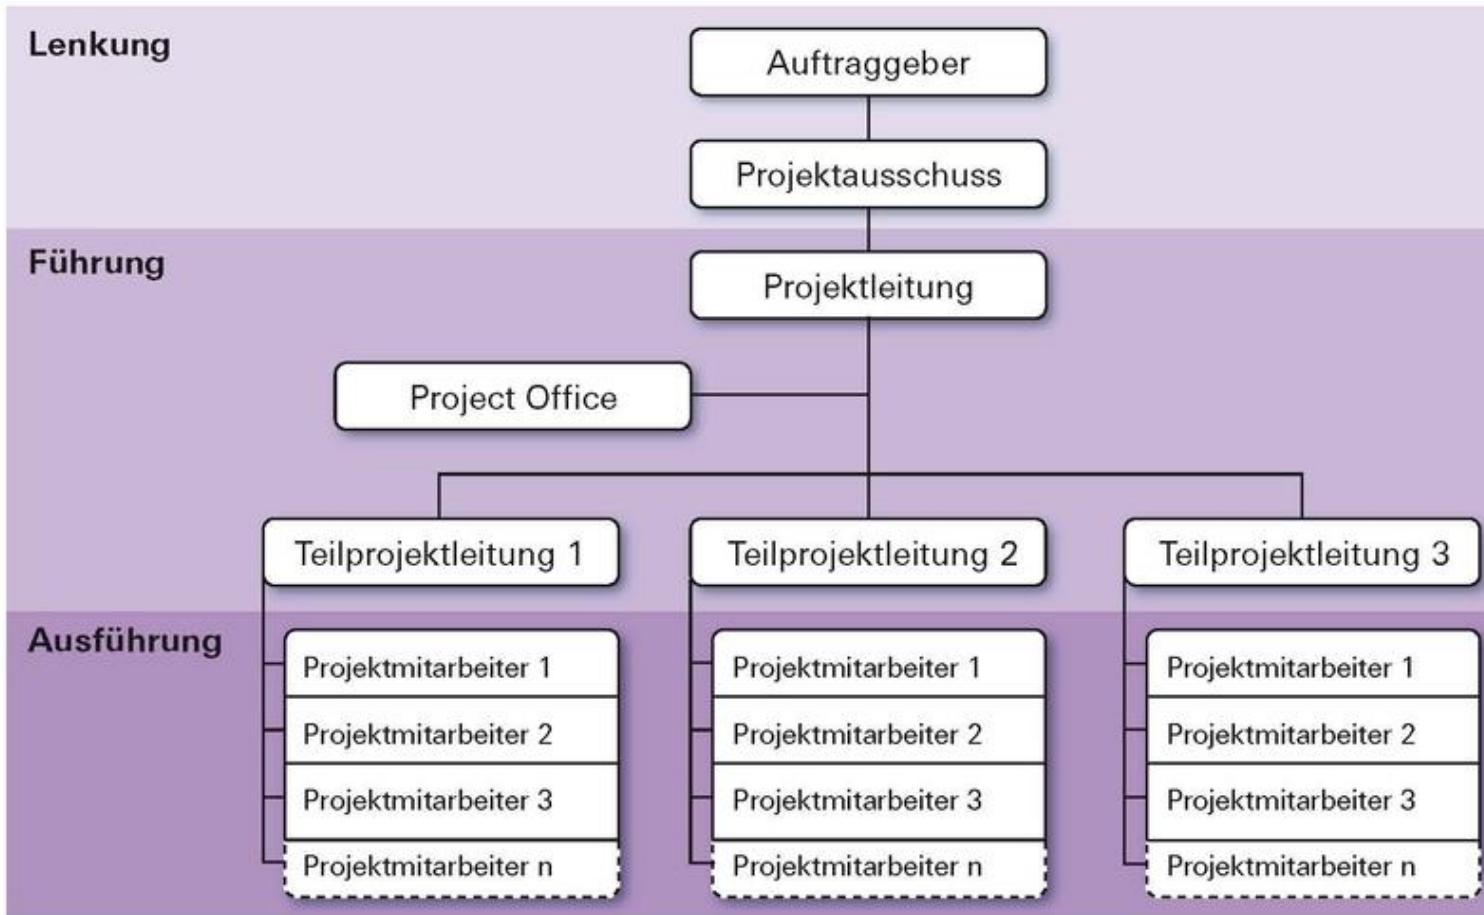 Lenkung
Auftraggeber
Projektausschuss
Führung
Projektleitung
Project Office
Teilprojektleitung 1
Teilprojektleitung 2
Teilprojektleitung 3
Ausführung
Projektmitarbeiter 1
Projektmitarbeiter 2
Projektmitarbeiter 3
Projektmitarbeiter n
Projektmitarbeiter 1
Projektmitarbeiter 2
Projektmitarbeiter 3
Projektmitarbeiter n
Projektmitarbeiter 1
Projektmitarbeiter 2
Projektmitarbeiter 3
Projektmitarbeiter n